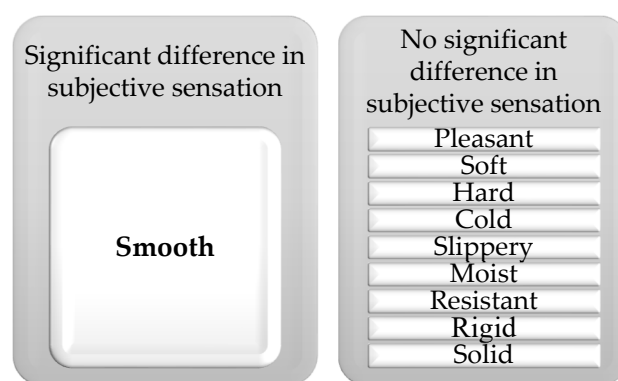 Significant difference in
subjective sensation
Smooth
No significant
difference in
subjective sensation
Pleasant
Soft
Hard
Cold
Slippery
Moist
Resistant
Rigid
Solid